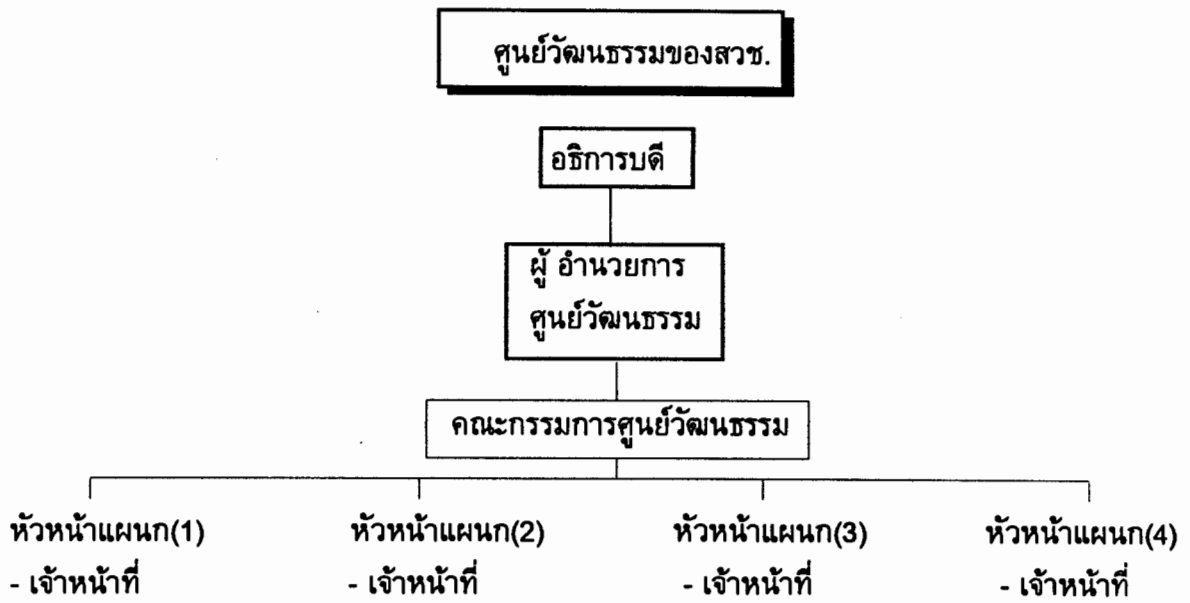 ศูนย์วัฒนธรรมของสวช.
อธิการบดี
ผู้ อำนวยการ
ศูนย์วัฒนธรรม
คณะกรรมการศูนย์วัฒนธรรม
หัวหน้าแผนก(1) หัวหน้าแผนก(2) หัวหน้าแผนก(3) หัวหน้าแผนก(4)
- เจ้าหน้าที่ - เจ้าหน้าที่ - เจ้าหน้าที่ - เจ้าหน้าที่